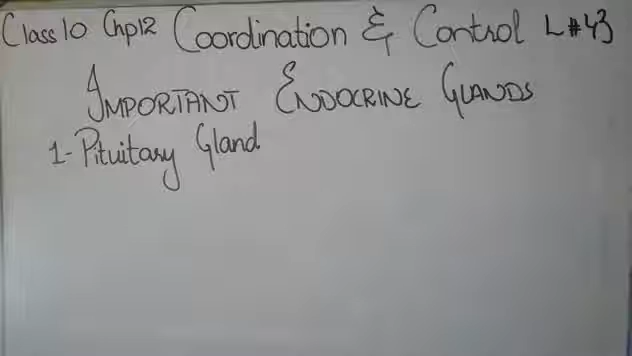 Class 10 Chp12 Coordination & Control L#43
IMPORTANT ENDOCRINE GLANDS
1- Pituitary Gland